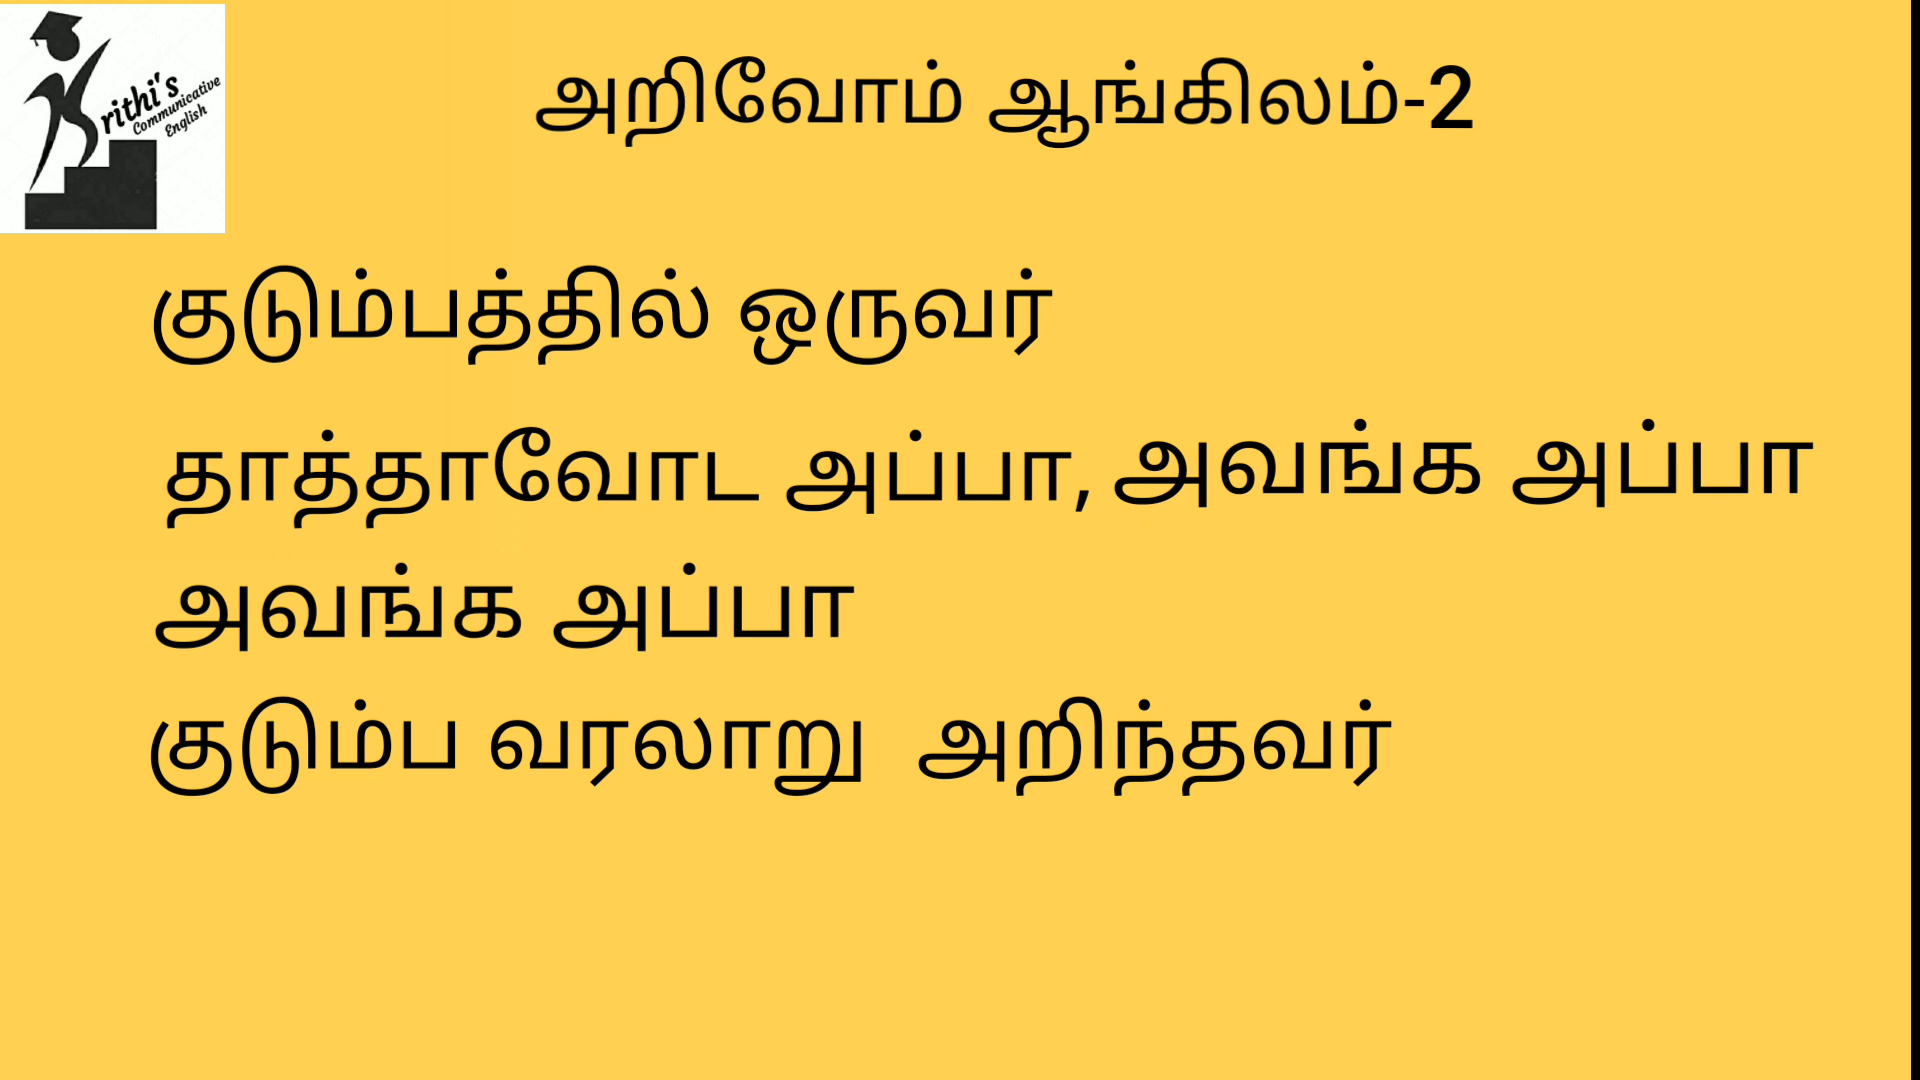 rithi's
Communicative
English
அறிவோம் ஆங்கிலம்-2
குடும்பத்தில் ஒருவர்
தாத்தாவோட அப்பா, அவங்க அப்பா
அவங்க அப்பா
குடும்ப வரலாறு அறிந்தவர்